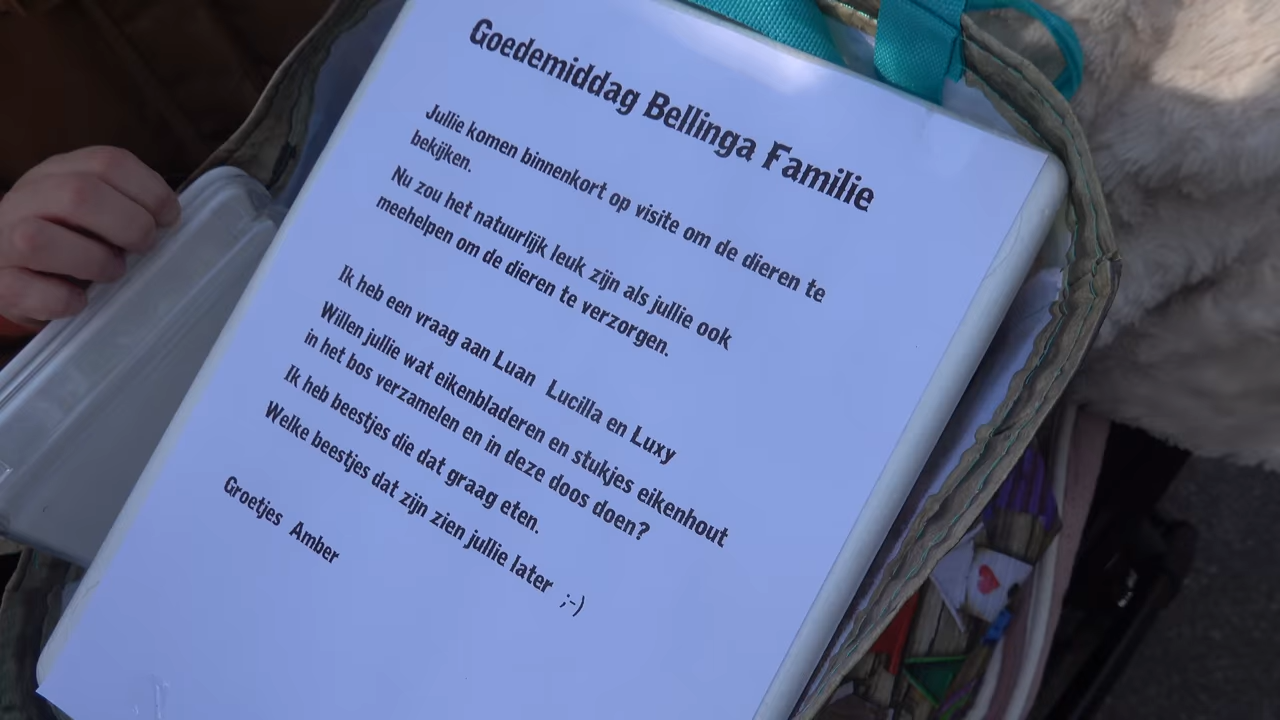 Goedemiddag Bellinga Familie
Jullie komen binnenkort op visite om de dieren te
bekijken.
Nu zou het natuurlijk leuk zijn als jullie ook
meehelpen om de dieren te verzorgen.
Ik heb een vraag aan Luan Lucilla en Luxy
Willen jullie wat eikenbladeren en stukjes eikenhout
in het bos verzamelen en in deze doos doen?
Ik heb beestjes die dat graag eten.
Welke beestjes dat zijn zien jullie later ;-)
Groetjes Amber